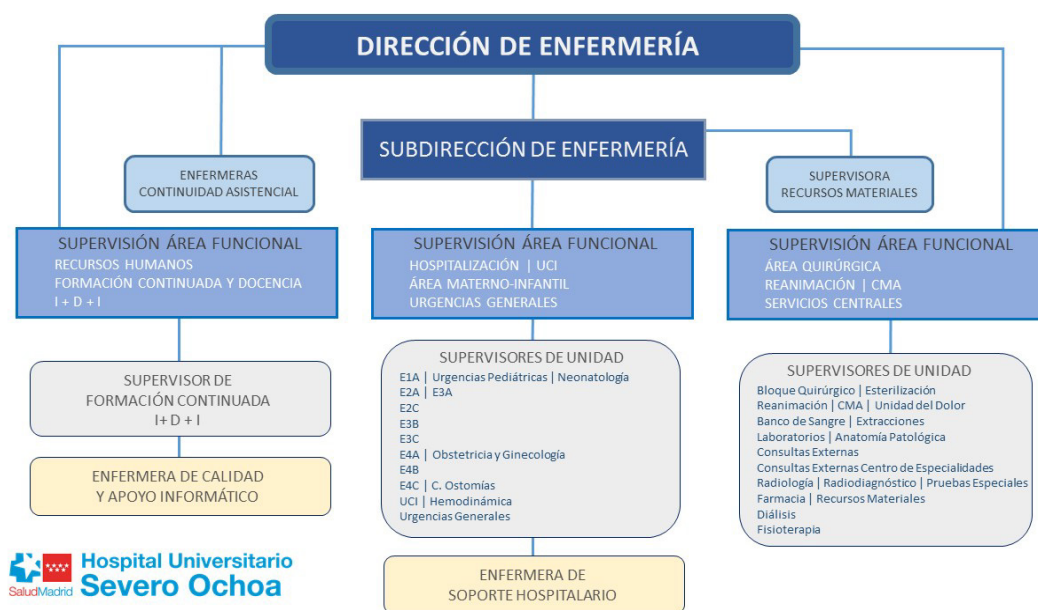 DIRECCIÓN DE ENFERMERÍA
SUBDIRECCIÓN DE ENFERMERÍA
ENFERMERAS
CONTINUIDAD ASISTENCIAL
SUPERVISORA
RECURSOS MATERIALES
SUPERVISIÓN ÁREA FUNCIONAL
RECURSOS HUMANOS
FORMACIÓN CONTINUADA Y DOCENCIA
I + D + I
SUPERVISIÓN ÁREA FUNCIONAL
HOSPITALIZACIÓN | UCI
ÁREA MATERNO-INFANTIL
URGENCIAS GENERALES
SUPERVISIÓN ÁREA FUNCIONAL
ÁREA QUIRÚRGICA
REANIMACIÓN | CMA
SERVICIOS CENTRALES
SUPERVISOR DE
FORMACIÓN CONTINUADA
I+ D + I
ENFERMERA DE CALIDAD
Y APOYO INFORMÁTICO
SUPERVISORES DE UNIDAD
E1A | Urgencias Pediátricas | Neonatología
E2A | E3A
E2C
E3B
E3C
E4A | Obstetricia y Ginecología
E4B
E4C | C. Ostomías
UCI | Hemodinámica
Urgencias Generales
ENFERMERA DE
SOPORTE HOSPITALARIO
SUPERVISORES DE UNIDAD
Bloque Quirúrgico | Esterilización
Reanimación | CMA | Unidad del Dolor
Banco de Sangre | Extracciones
Laboratorios | Anatomía Patológica
Consultas Externas
Consultas Externas Centro de Especialidades
Radiología | Radiodiagnóstico | Pruebas Especiales
Farmacia | Recursos Materiales
Diálisis
Fisioterapia
SaludMadrid
Hospital Universitario
Severo Ochoa